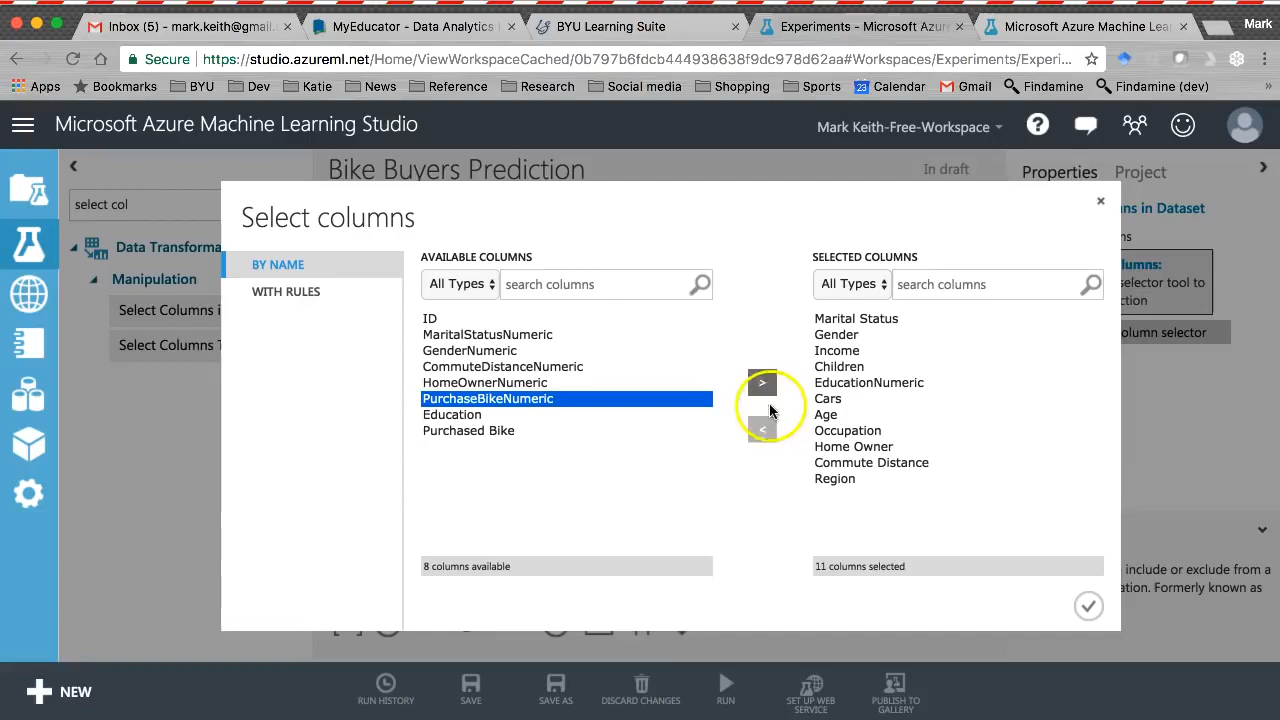 Inbox (5) - mark.keith@gmail.
MyEducator - Data Analytics
BYU Learning Suite
Experiments - Microsoft Azure
Microsoft Azure Machine Lea
Mark
Secure
https://studio.azureml.net/Home/ViewWorkspaceCached/0b797b6fdcb444938638f9dc978d62aa#Workspaces/Experiments/Experi...
Apps
Bookmarks
BYU
Dev
Katie
News
Reference
Research
Social media
Shopping
Sports
23
Calendar
Gmail
Findamine
Findamine (dev)
»
Microsoft Azure Machine Learning Studio
Mark Keith-Free-Workspace
?
Bike Buyers Prediction
In draft
Properties
Project
select col
Data Transforma
Manipulation
Select Columns i
Select Columns T
ns in Dataset
ns
olumns:
selector tool to
ction
olumn selector
include or exclude from a
ation. Formerly known as
Select columns
×
BY NAME
WITH RULES
AVAILABLE COLUMNS
All Types
search columns
ID
MaritalStatusNumeric
GenderNumeric
CommuteDistanceNumeric
HomeOwnerNumeric
PurchaseBikeNumeric
Education
Purchased Bike
8 columns available
>
<
SELECTED COLUMNS
All Types
search columns
Marital Status
Gender
Income
Children
EducationNumeric
Cars
Age
Occupation
Home Owner
Commute Distance
Region
11 columns selected
NEW
RUN HISTORY
SAVE
SAVE AS
DISCARD CHANGES
RUN
SET UP WEB
SERVICE
PUBLISH TO
GALLERY